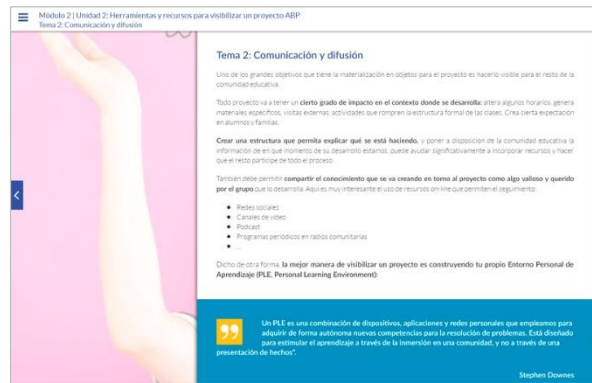 Módulo 2 | Unidad 2: Herramientas y recursos para visibilizar un proyecto ABP
Tema 2: Comunicación y difusión
Tema 2: Comunicación y difusión
Uno de los grandes objetivos que tiene la materialización en objetos para el proyecto es hacerlo visible para el resto de la
comunidad educativa.
Todo proyecto va a tener un cierto grado de impacto en el contexto donde se desarrolla: altera algunos horarios, genera
materiales específicos, visitas externas, actividades que rompen la estructura formal de las clases. Crea cierta expectación
en alumnos y familias.
Crear una estructura que permita explicar qué se está haciendo, y poner a disposición de la comunidad educativa la
información de en que momento de su desarrollo estamos, puede ayudar significativamente a incorporar recursos y hacer
que el resto participe de todo el proceso.
También debe permitir compartir el conocimiento que se va creando en torno al proyecto como algo valioso y querido
por el grupo que lo desarrolla. Aquí es muy interesante el uso de recursos on-line que permiten el seguimiento:
• Redes sociales
• Canales de video
• Podcast
• Programas periódicos en radios comunitarias
• ...
Dicho de otra forma, la mejor manera de visibilizar un proyecto es construyendo tu propio Entorno Personal de
Aprendizaje (PLE, Personal Learning Environment):
Un PLE es una combinación de dispositivos, aplicaciones y redes personales que empleamos para
adquirir de forma autónoma nuevas competencias para la resolución de problemas. Está diseñado
para estimular el aprendizaje a través de la inmersión en una comunidad, y no a través de una
presentación de hechos".
Stephen Downes